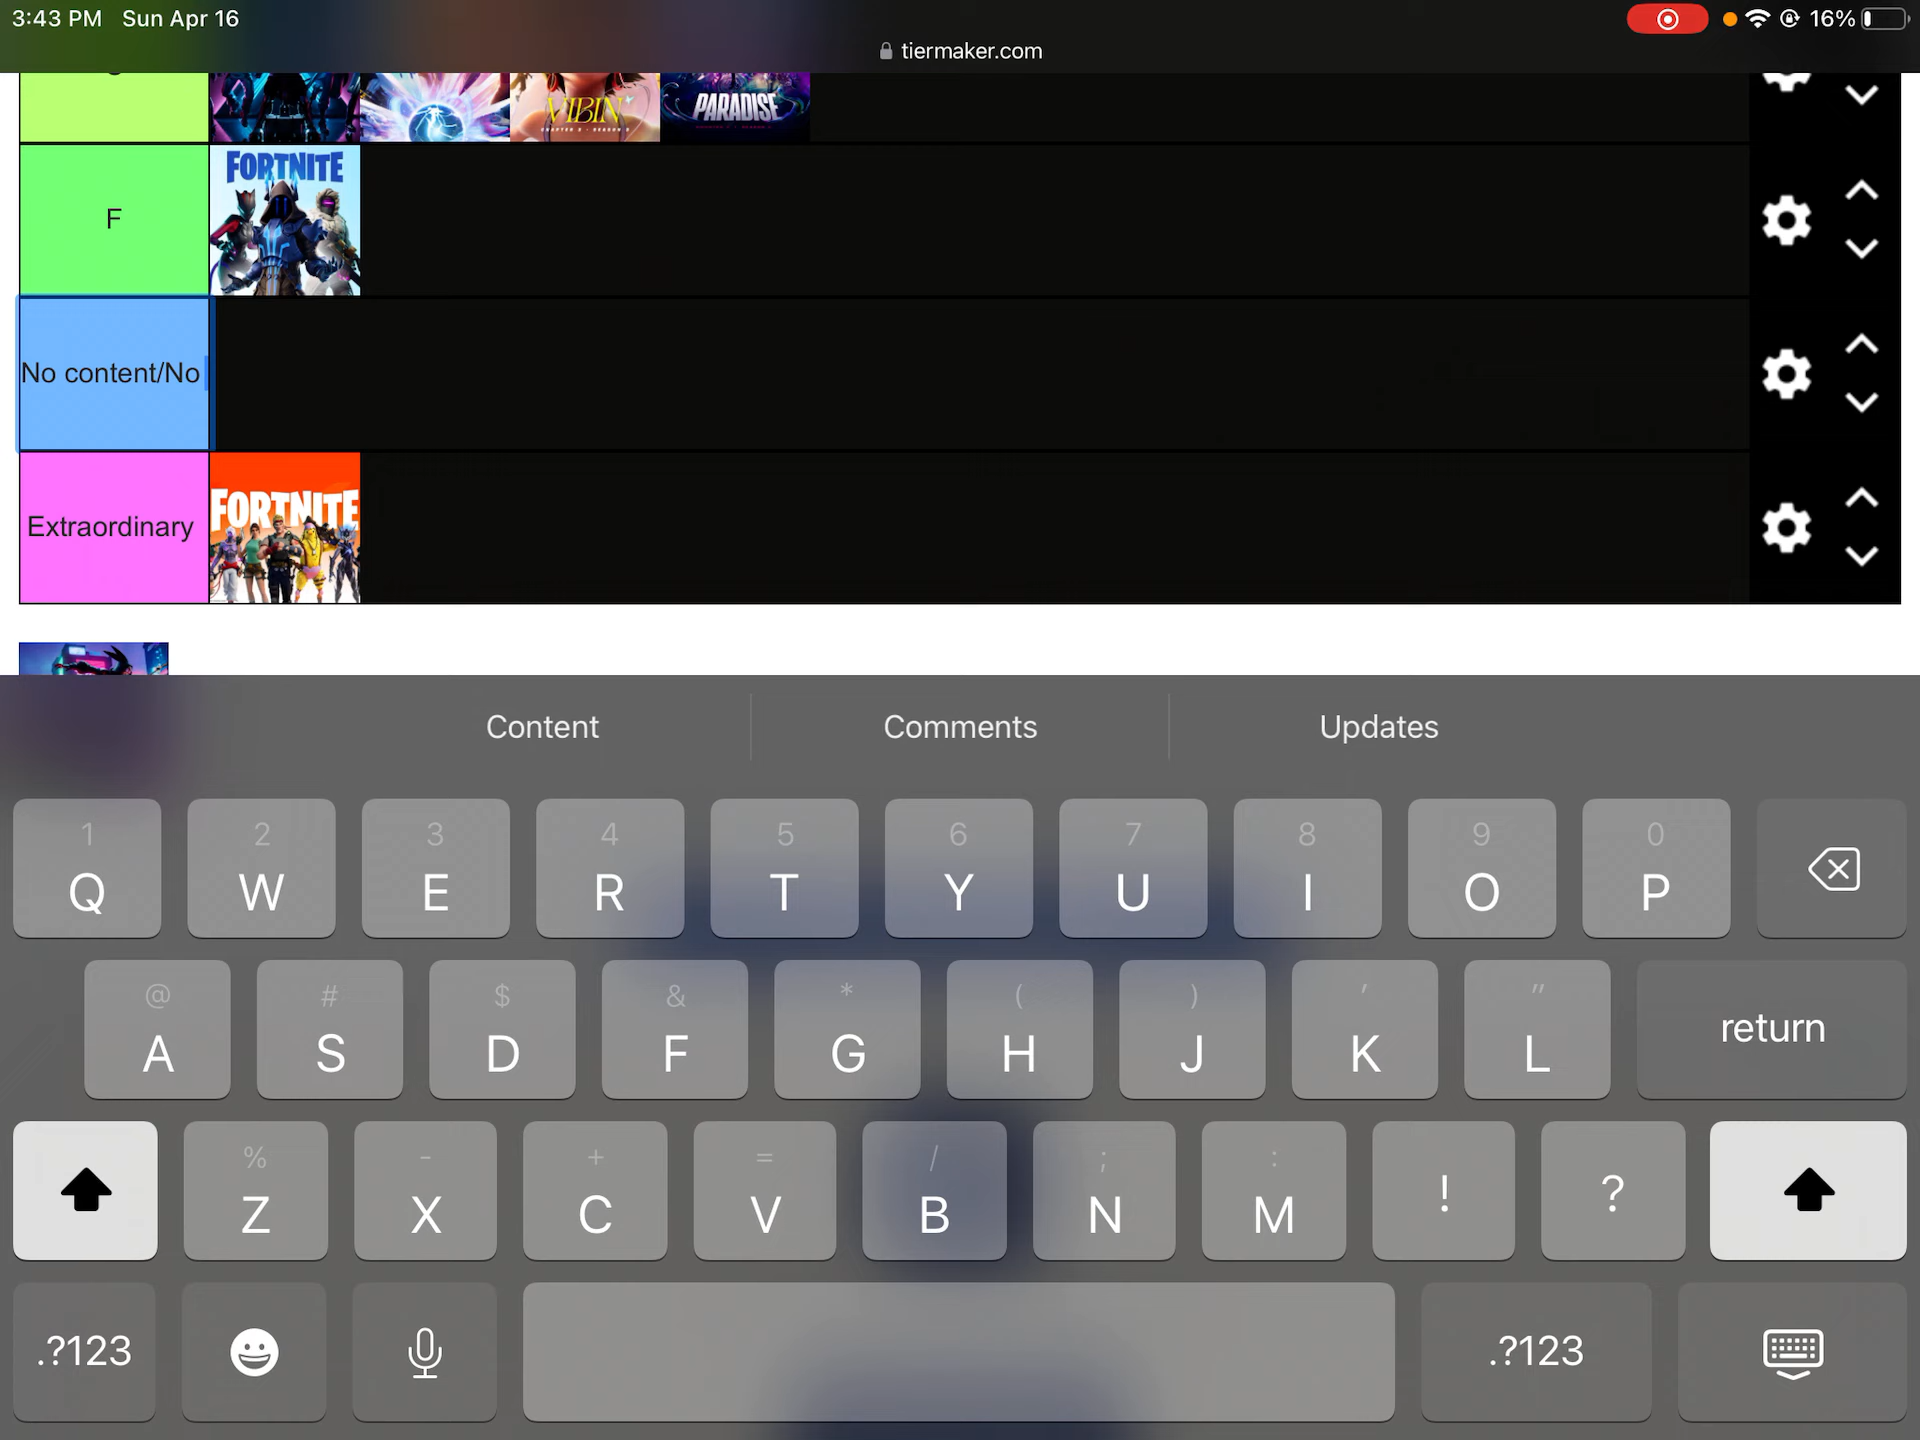 3:43 PM Sun Apr 16
16%
tiermaker.com
VIBIN
PARADISE
FORTNITE
F
No content/No
FORTNITE
Extraordinary
Content Comments Updates
1 2 3 4 5 6 7 8 9 0
Q W E R T Y U I O P
@ # $ & * ( ) ' "
A S D F G H J K L return
% - + = / ; :
Z X C V B N M ! ?
.?123 .?123